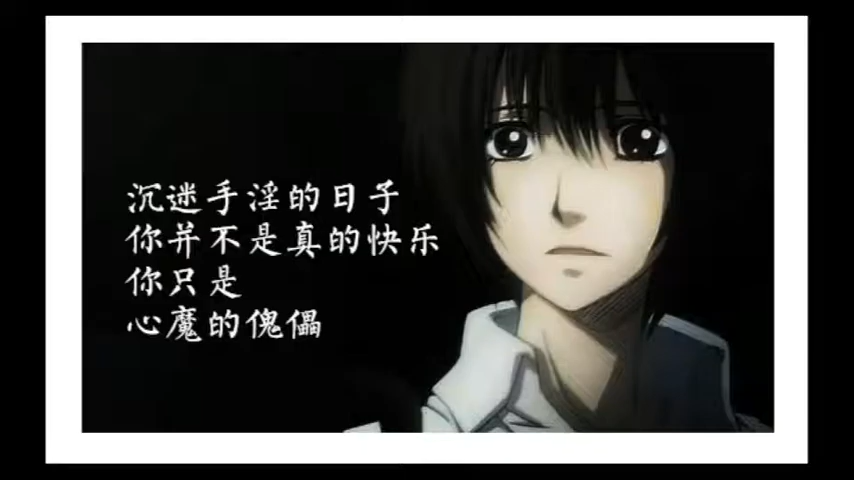 沉迷手淫的日子
你并不是真的快乐
你只是
心魔的傀儡